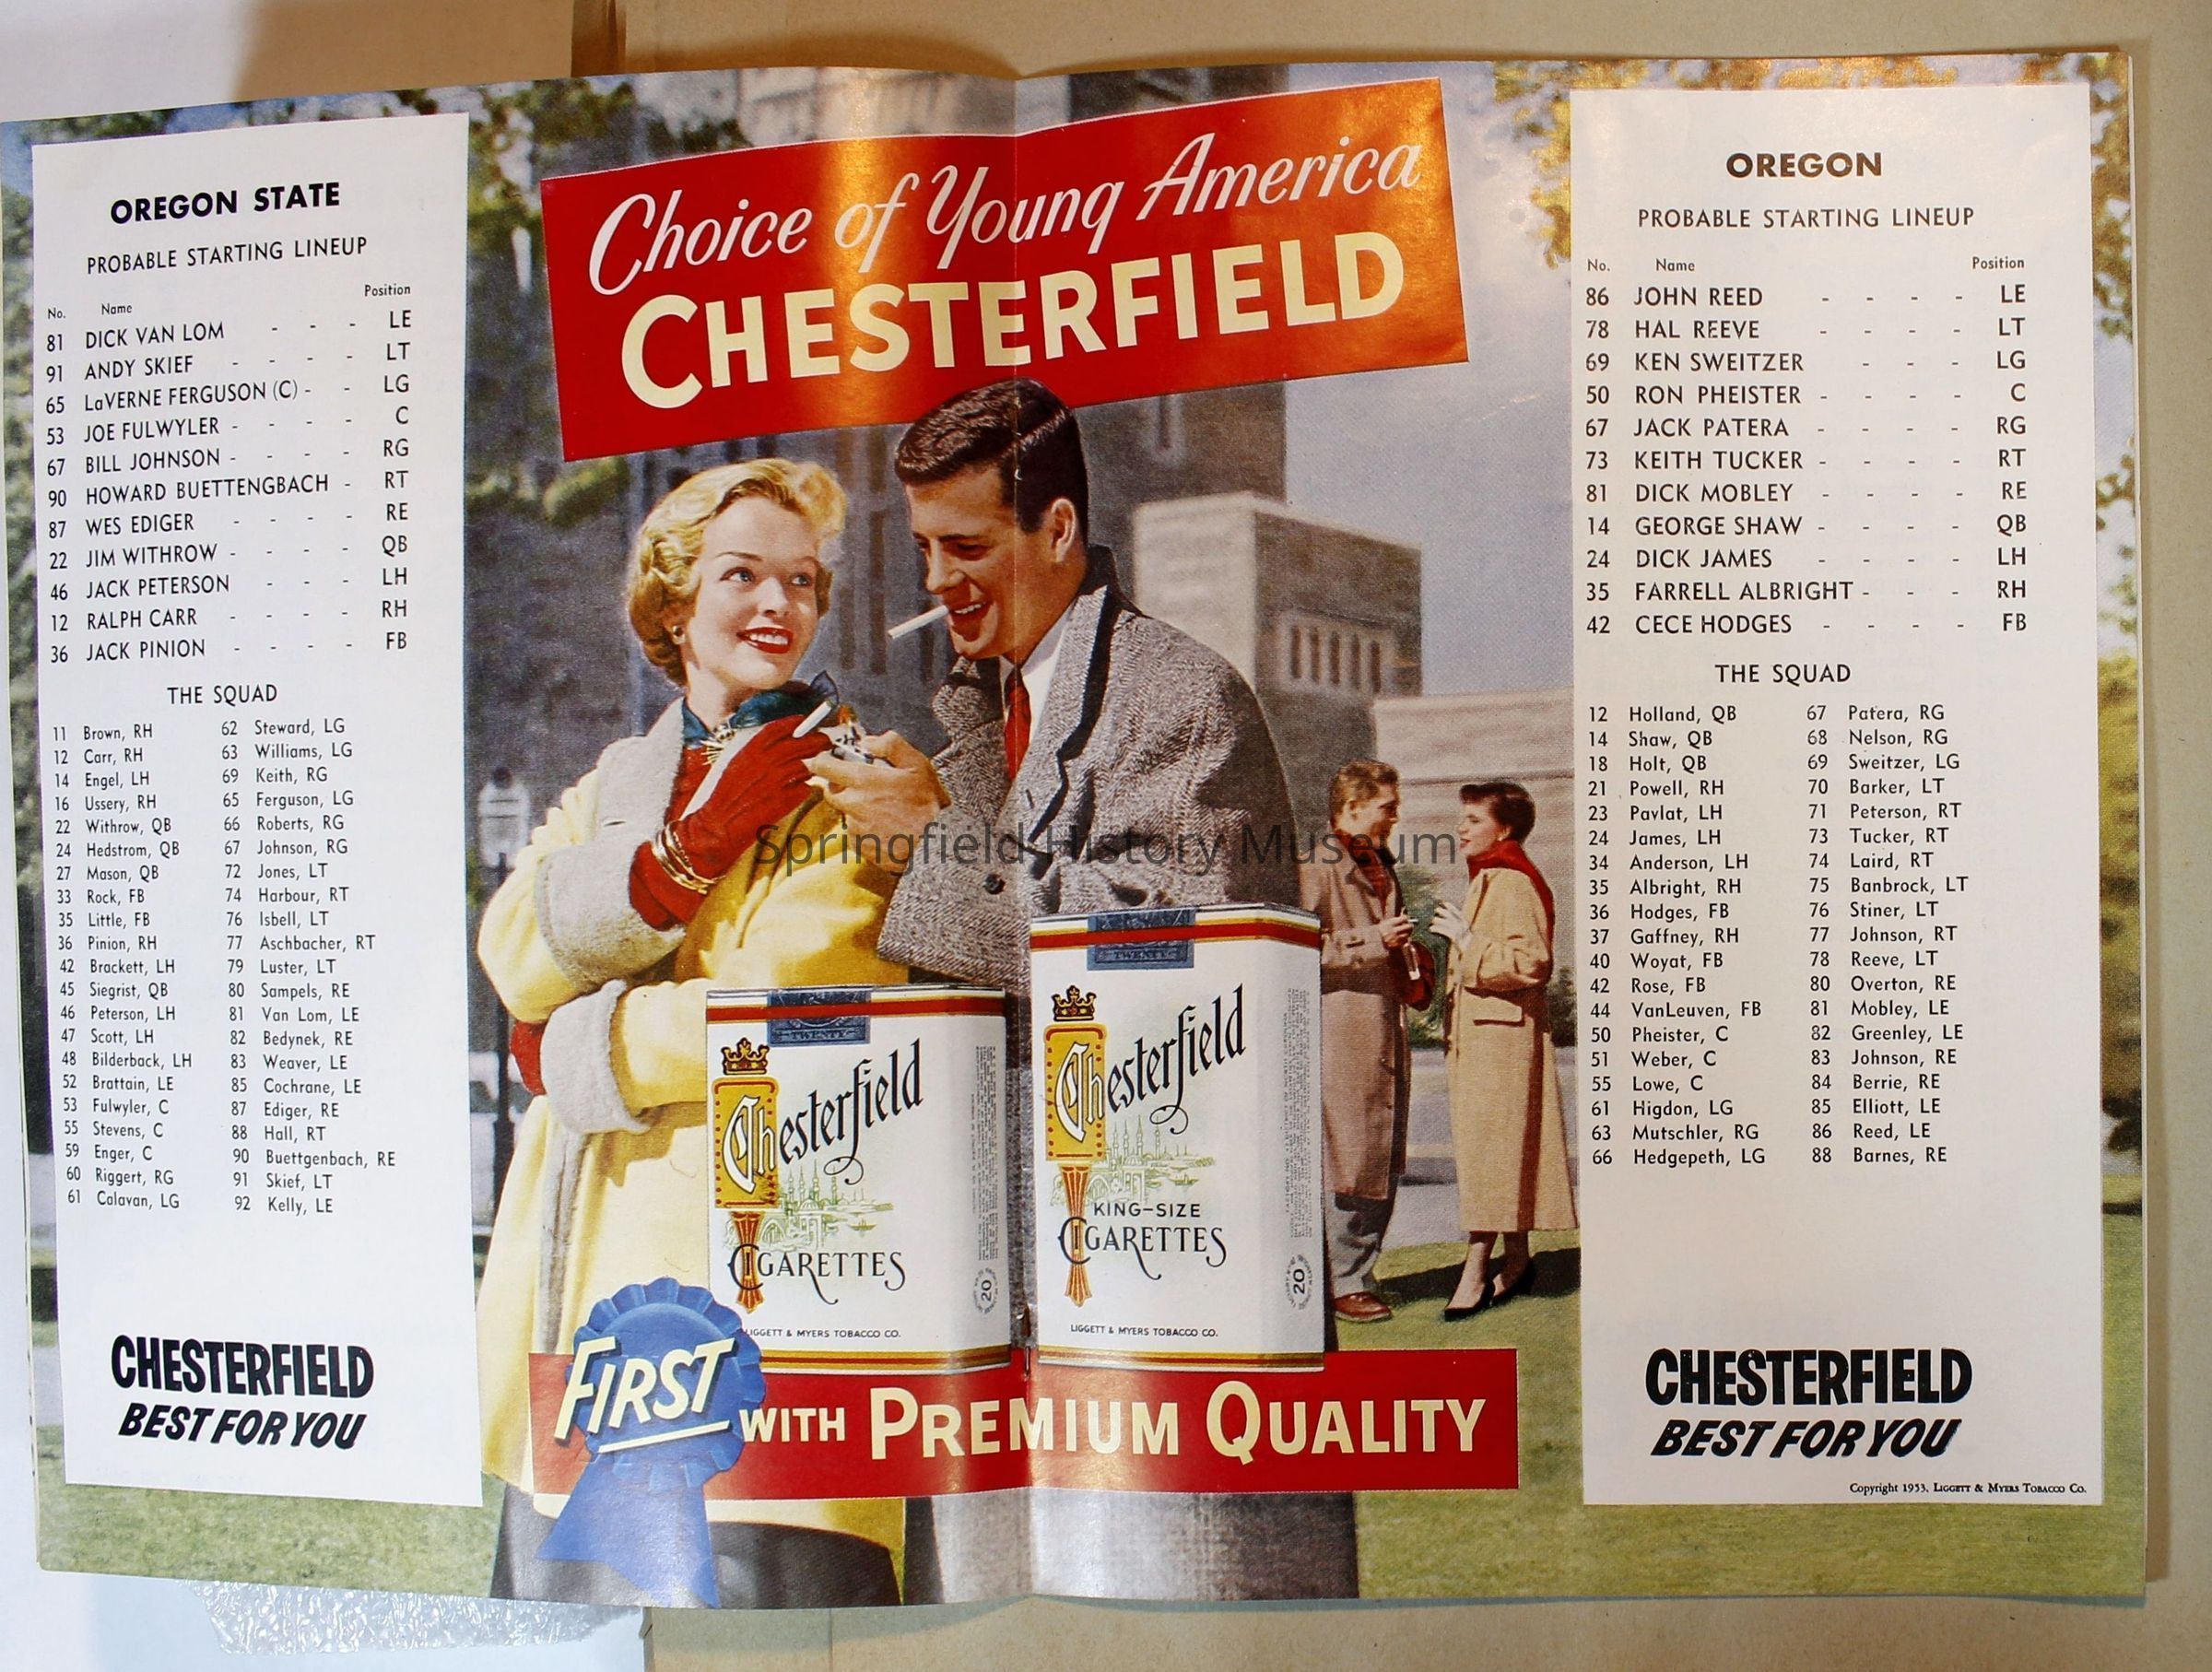 OREGON STATE
PROBABLE STARTING LINEUP
No. Name Position
81 DICK VAN LOM - - - LE
91 ANDY SKIEF - - - - LT
65 LaVERNE FERGUSON (C) - - LG
53 JOE FULWYLER - - - - C
67 BILL JOHNSON - - - - RG
90 HOWARD BUETTENGBACH - RT
87 WES EDIGER - - - - RE
22 JIM WITHROW - - - - QB
46 JACK PETERSON - - - LH
12 RALPH CARR - - - - RH
36 JACK PINION - - - - FB
THE SQUAD
11 Brown, RH
12 Carr, RH
14 Engel, LH
16 Ussery, RH
22 Withrow, QB
24 Hedstrom, QB
27 Mason, QB
33 Rock, FB
35 Little, FB
36 Pinion, RH
42 Brackett, LH
45 Siegrist, QB
46 Peterson, LH
47 Scott, LH
48 Bilderback, LH
52 Brattain, LE
53 Fulwyler, C
55 Stevens, C
59 Enger, C
60 Riggert, RG
61 Calavan, LG
62 Steward, LG
63 Williams, LG
69 Keith, RG
65 Ferguson, LG
66 Roberts, RG
67 Johnson, RG
72 Jones, LT
74 Harbour, RT
76 Isbell, LT
77 Aschbacher, RT
79 Luster, LT
80 Sampels, RE
81 Van Lom, LE
82 Bedynek, RE
83 Weaver, LE
85 Cochrane, LE
87 Ediger, RE
88 Hall, RT
90 Buettgenbach, RE
91 Skief, LT
92 Kelly, LE
CHESTERFIELD
BEST FOR YOU
Choice of Young America
CHESTERFIELD
Springfield History Museum
TWENTY
Chesterfield
CIGARETTES
20
LIGGETT & MYERS TOBACCO CO.
TWENTY
Chesterfield
KING-SIZE
CIGARETTES
20
LIGGETT & MYERS TOBACCO CO.
FIRST WITH PREMIUM QUALITY
OREGON
PROBABLE STARTING LINEUP
No. Name Position
86 JOHN REED - - - - LE
78 HAL REEVE - - - - LT
69 KEN SWEITZER - - - LG
50 RON PHEISTER - - - - C
67 JACK PATERA - - - - RG
73 KEITH TUCKER - - - - RT
81 DICK MOBLEY - - - - RE
14 GEORGE SHAW - - - - QB
24 DICK JAMES - - - - LH
35 FARRELL ALBRIGHT - - - RH
42 CECE HODGES - - - - FB
THE SQUAD
12 Holland, QB
14 Shaw, QB
18 Holt, QB
21 Powell, RH
23 Pavlat, LH
24 James, LH
34 Anderson, LH
35 Albright, RH
36 Hodges, FB
37 Gaffney, RH
40 Woyat, FB
42 Rose, FB
44 VanLeuven, FB
50 Pheister, C
51 Weber, C
55 Lowe, C
61 Higdon, LG
63 Mutschler, RG
66 Hedgepeth, LG
67 Patera, RG
68 Nelson, RG
69 Sweitzer, LG
70 Barker, LT
71 Peterson, RT
73 Tucker, RT
74 Laird, RT
75 Banbrock, LT
76 Stiner, LT
77 Johnson, RT
78 Reeve, LT
80 Overton, RE
81 Mobley, LE
82 Greenley, LE
83 Johnson, RE
84 Berrie, RE
85 Elliott, LE
86 Reed, LE
88 Barnes, RE
CHESTERFIELD
BEST FOR YOU
Copyright 1953, LIGGETT & MYERS TOBACCO CO.